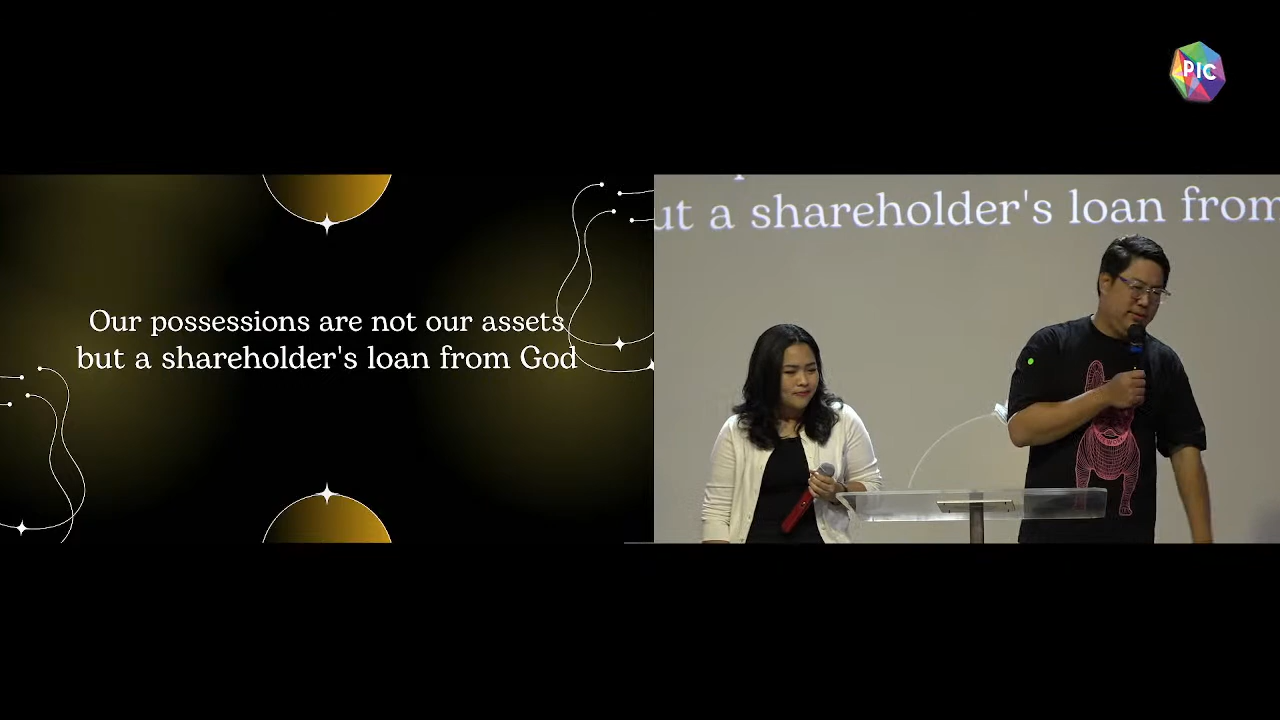 PIC
Our possessions are not our assets
but a shareholder's loan from God
ut a shareholder's loan from